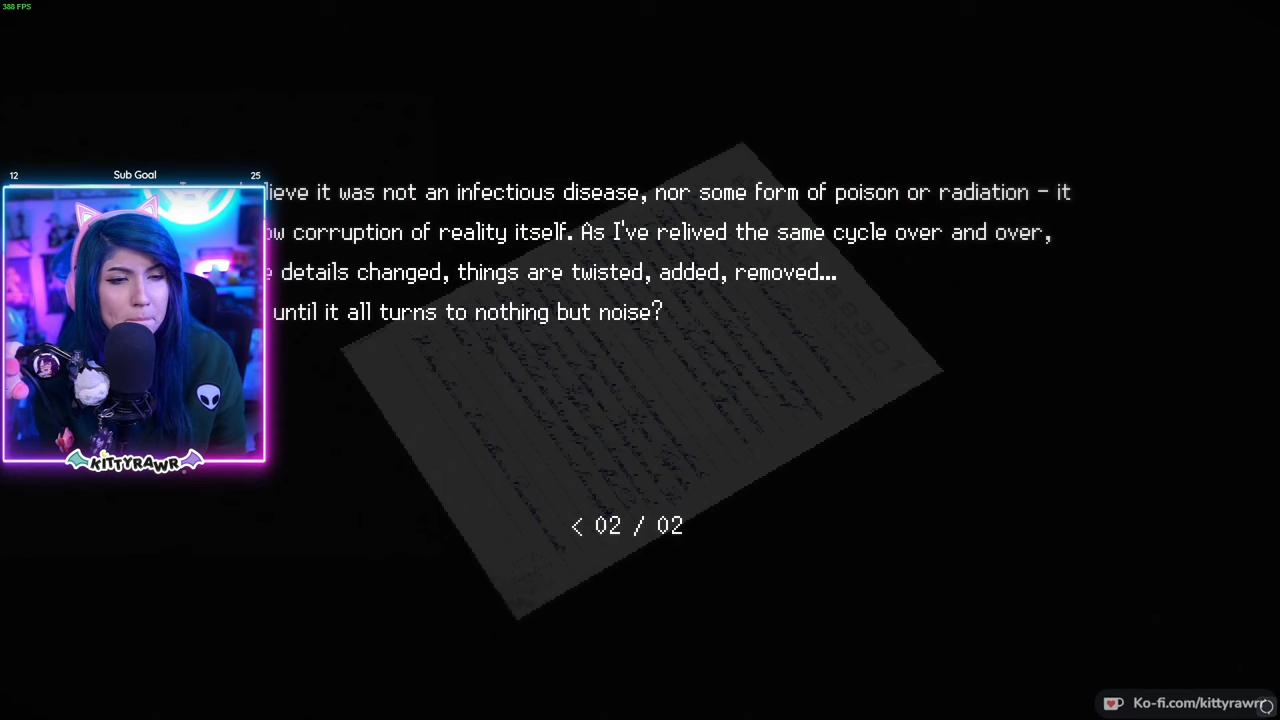 388 FPS
12 Sub Goal 25
lieve it was not an infectious disease, nor some form of poison or radiation - it
ow corruption of reality itself. As I've relived the same cycle over and over,
e details changed, things are twisted, added, removed...
until it all turns to nothing but noise?
KITTYRAWR
< 02 / 02
Ko-fi.com/kittyrawr